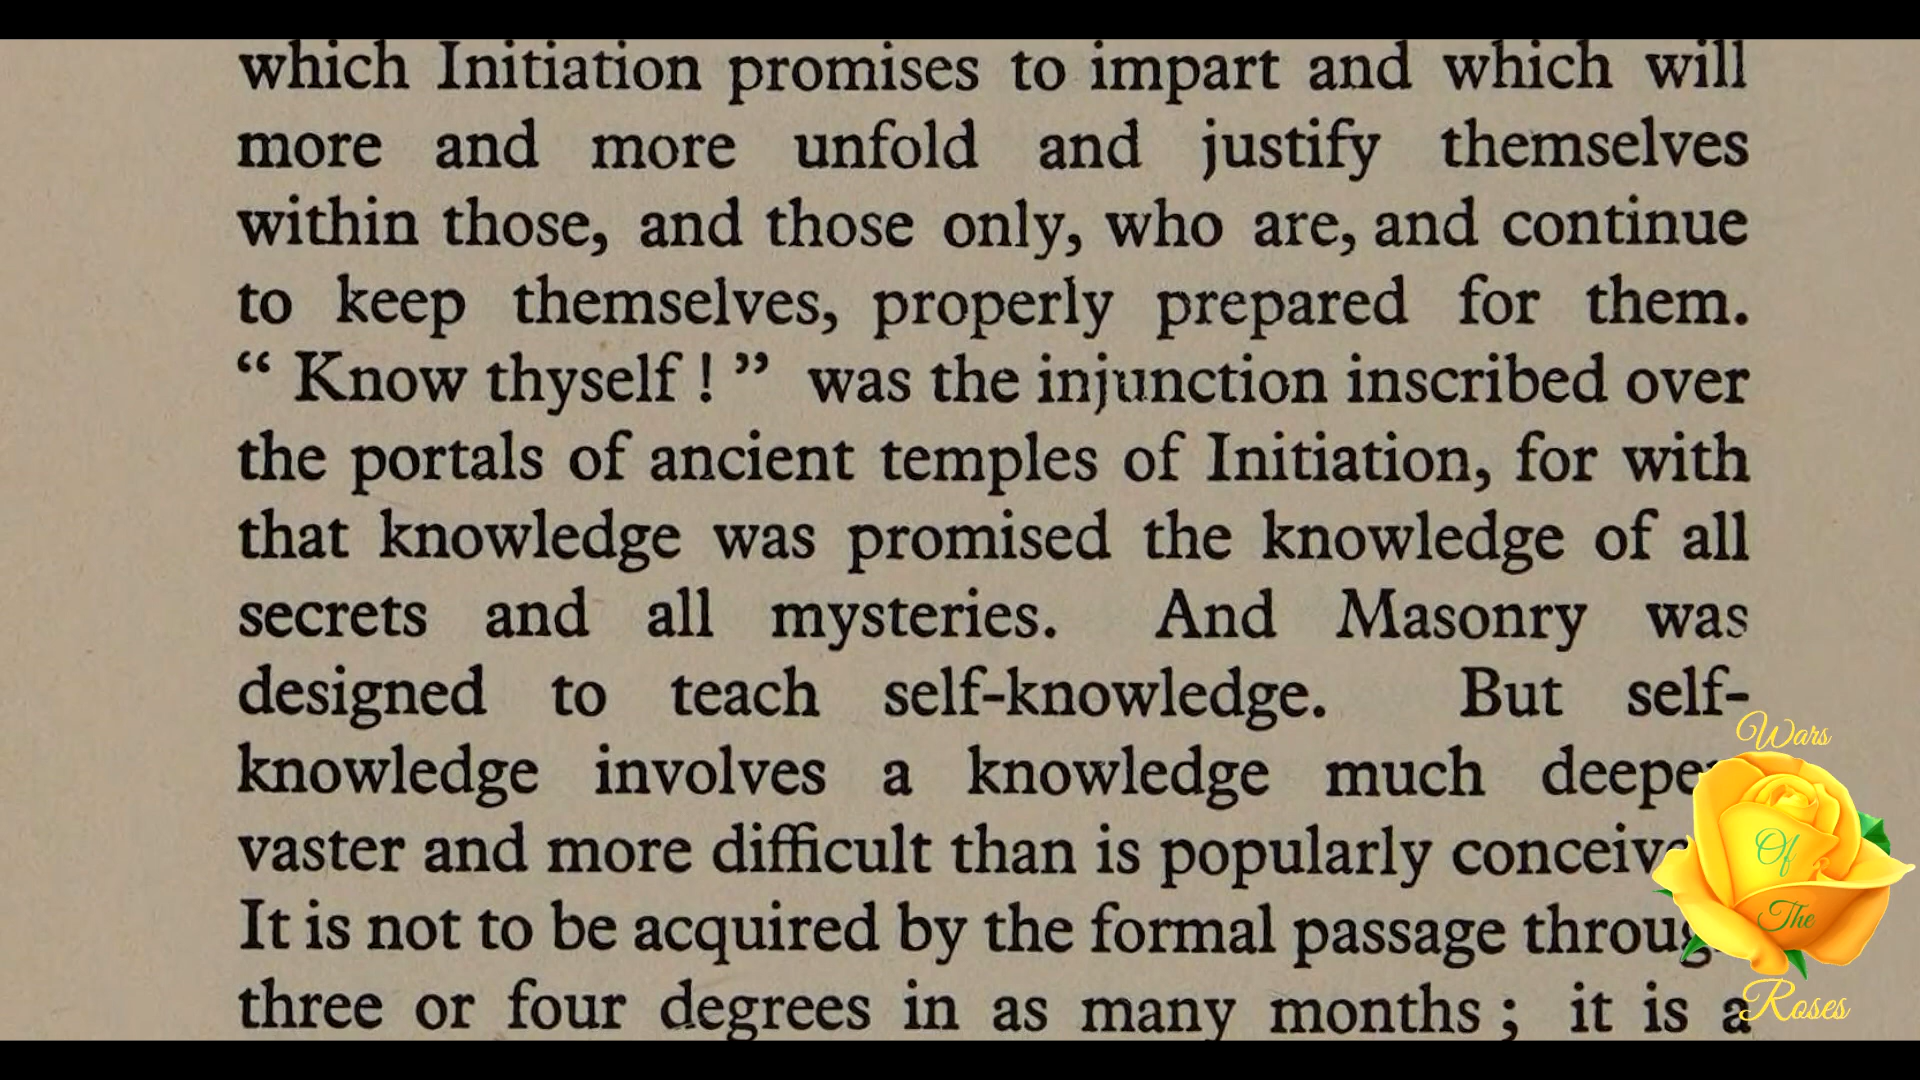 which Initiation promises to impart and which will
more and more unfold and justify themselves
within those, and those only, who are, and continue
to keep themselves, properly prepared for them.
“ Know thyself ! ” was the injunction inscribed over
the portals of ancient temples of Initiation, for with
that knowledge was promised the knowledge of all
secrets and all mysteries. And Masonry was
designed to teach self-knowledge. But self-
knowledge involves a knowledge much
vaster and more difficult than is popularly
It is not to be acquired by the formal passage
three or four degrees in as many months ; it is a
Wars
Of
The
Roses